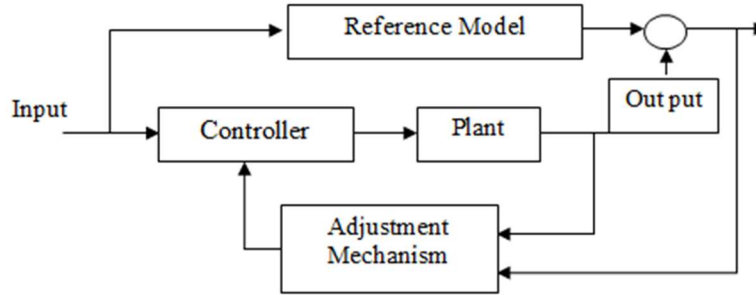 Reference Model
Input
Controller
Plant
Out put
Adjustment
Mechanism